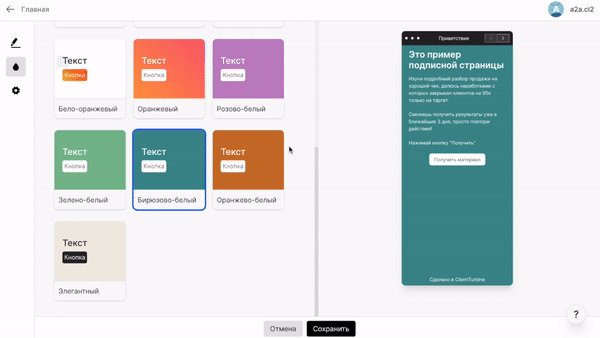 Главная
a2a.ci2
Текст
Кнопка
Бело-оранжевый
Текст
Кнопка
Оранжевый
Текст
Кнопка
Розово-белый
Текст
Кнопка
Зелено-белый
Текст
Кнопка
Бирюзово-белый
Текст
Кнопка
Оранжево-белый
Текст
Кнопка
Элегантный
Приветствие
Это пример
подписной страницы
Изучи подробный разбор продажи на
хороший чек, делюсь наработками с
которых закрывал клиентов на 95к
только на таргет.
Сможешь получить результаты уже в
ближайшие 3 дня, просто повтори
действия!
Нажимай кнопку "Получить"
Получить материал
Сделано в ClientTurbine
Отмена
Сохранить
?